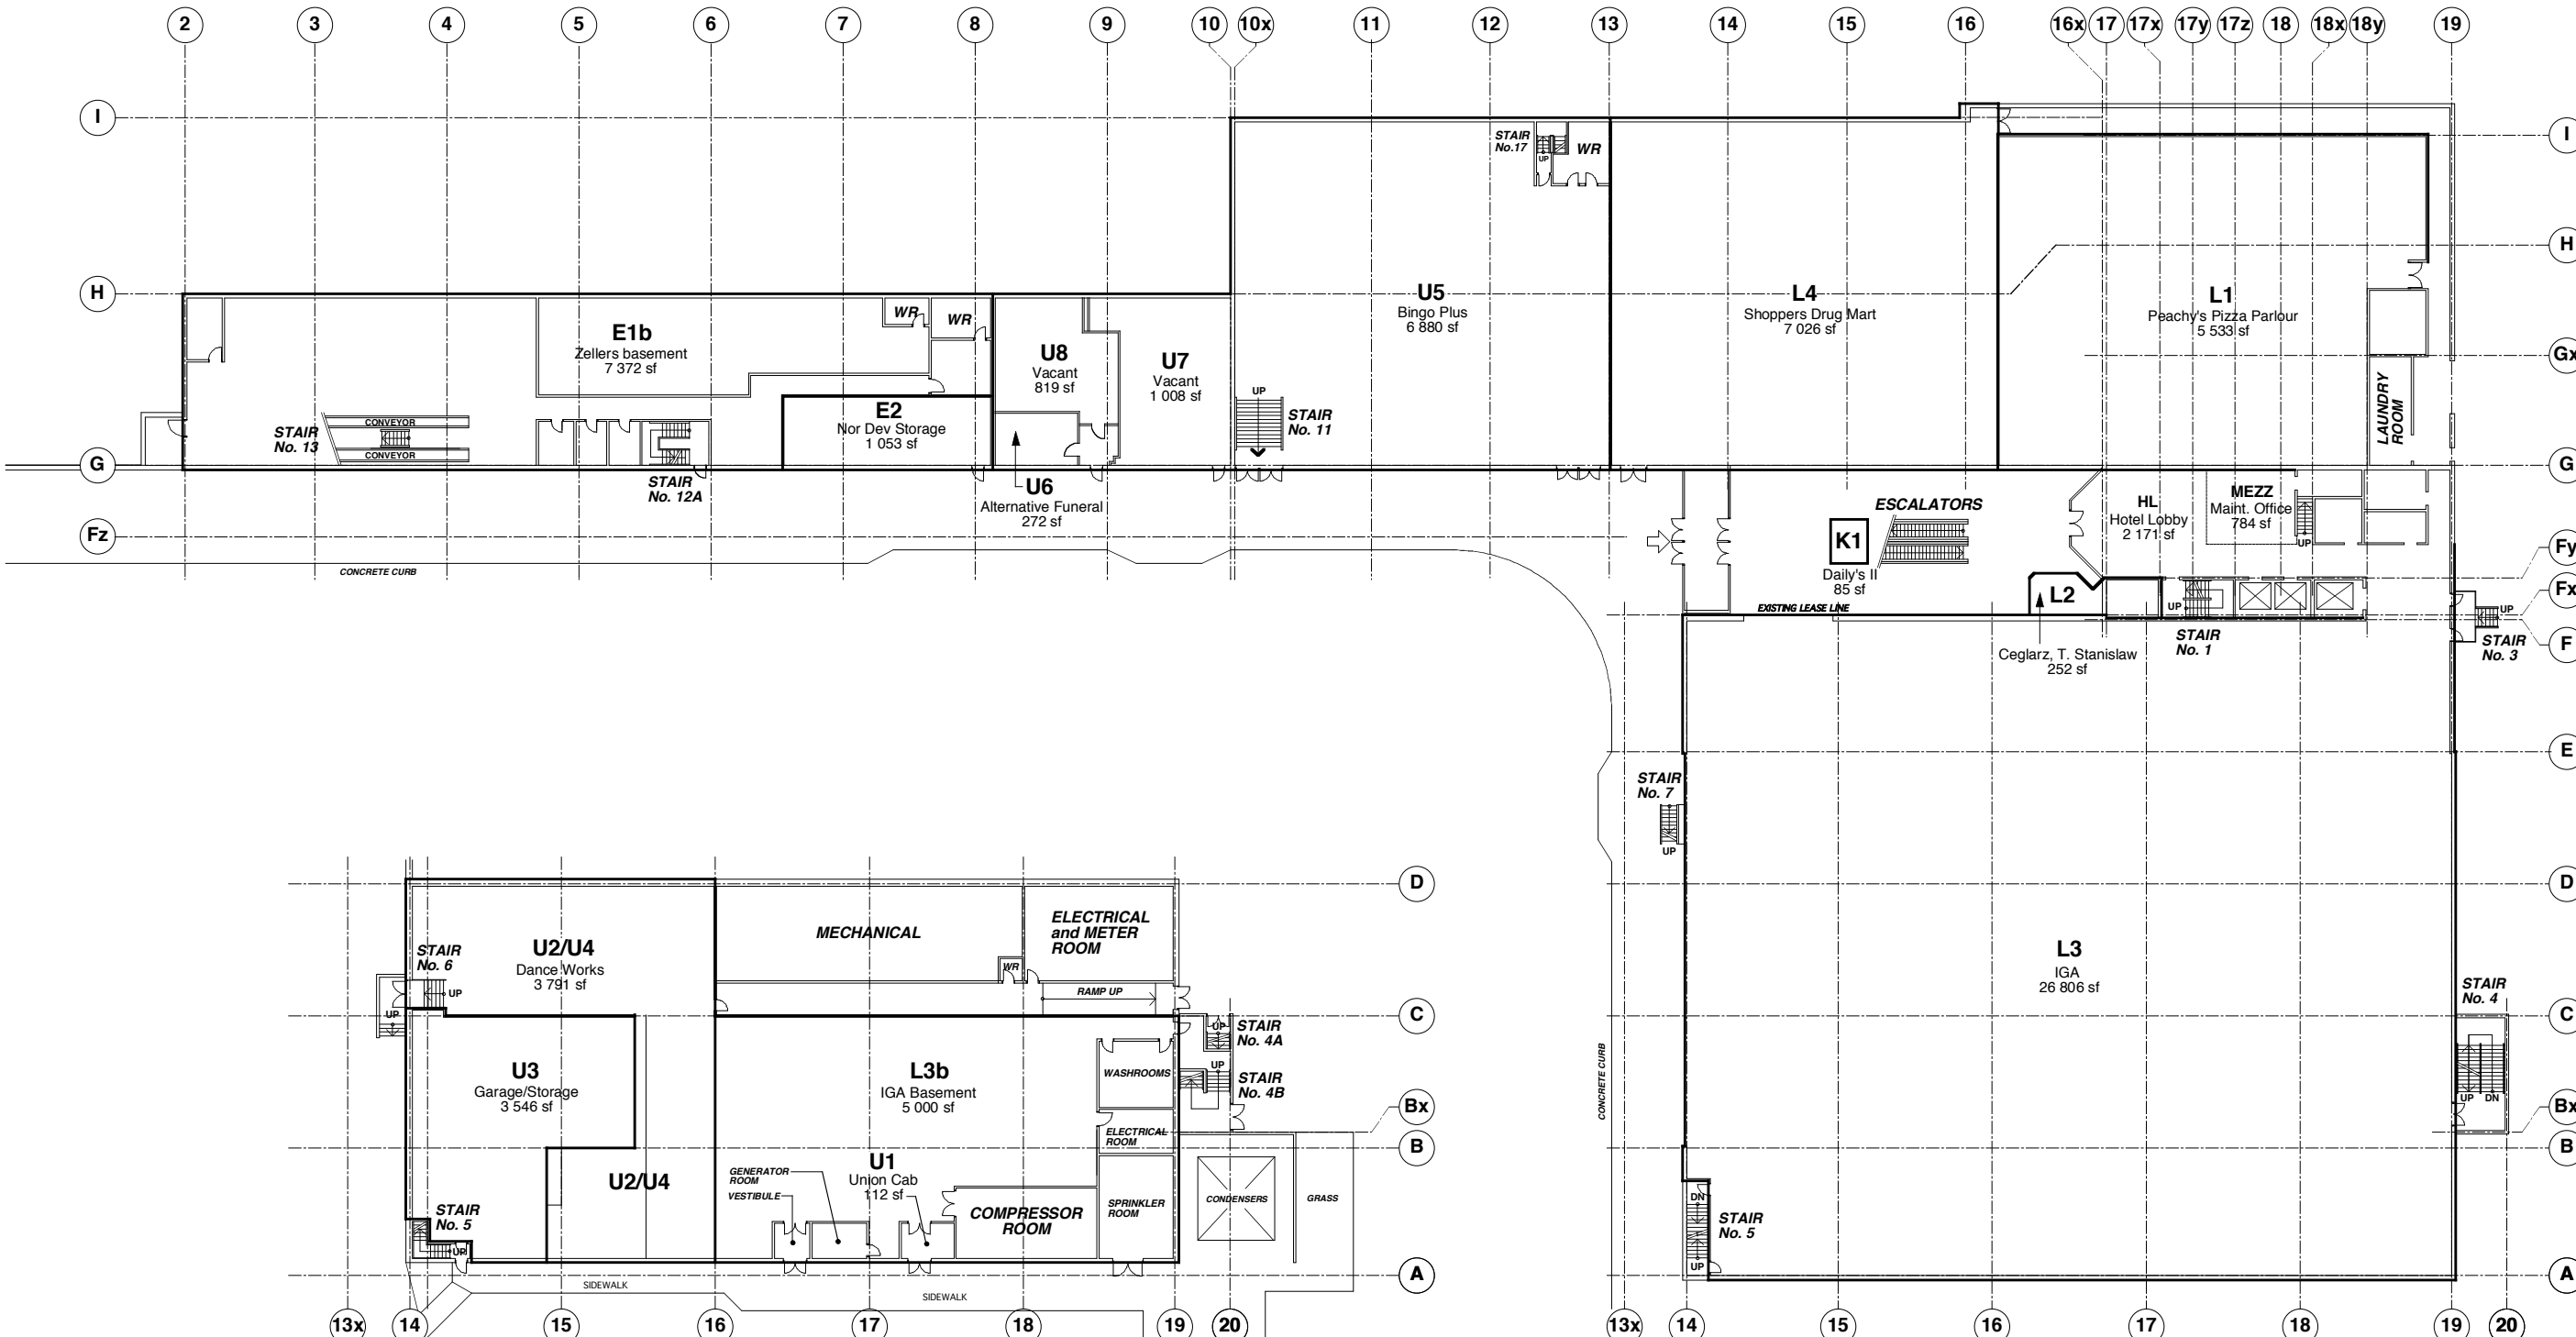 2 3 4 5 6 7 8 9 10 10x 11 12 13 14 15 16 16x 17 17x 17y 17z 18 18x 18y 19
I
I
H
H
Gx
G
G
Fz
Fy
Fx
F
E
D
D
C
C
Bx
Bx
B
B
A
A
STAIR
No.17
UP
WR
E1b
Zellers basement
7 372 sf
WR
WR
U8
Vacant
819 sf
U7
Vacant
1 008 sf
U5
Bingo Plus
6 880 sf
L4
Shoppers Drug Mart
7 026 sf
L1
Peachy's Pizza Parlour
5 533 sf
LAUNDRY
ROOM
E2
Nor Dev Storage
1 053 sf
UP
STAIR
No. 11
STAIR
No. 13
CONVEYOR
CONVEYOR
STAIR
No. 12A
U6
Alternative Funeral
272 sf
CONCRETE CURB
ESCALATORS
K1
Daily's II
85 sf
HL
Hotel Lobby
2 171 sf
MEZZ
Maint. Office
784 sf
UP
EXISTING LEASE LINE
L2
Ceglarz, T. Stanislaw
252 sf
UP
STAIR
No. 1
UP
STAIR
No. 3
STAIR
No. 7
UP
L3
IGA
26 806 sf
STAIR
No. 4
UP DN
CONCRETE CURB
DN
STAIR
No. 5
UP
STAIR
No. 6
UP
UP
U2/U4
Dance Works
3 791 sf
MECHANICAL
WR
ELECTRICAL
and METER
ROOM
RAMP UP
UP
STAIR
No. 4A
UP
STAIR
No. 4B
U3
Garage/Storage
3 546 sf
L3b
IGA Basement
5 000 sf
WASHROOMS
ELECTRICAL
ROOM
U2/U4
GENERATOR
ROOM
VESTIBULE
U1
Union Cab
112 sf
COMPRESSOR
ROOM
SPRINKLER
ROOM
CONDENSERS
GRASS
STAIR
No. 5
UP
SIDEWALK
SIDEWALK
13x 14 15 16 17 18 19 20
13x 14 15 16 17 18 19 20